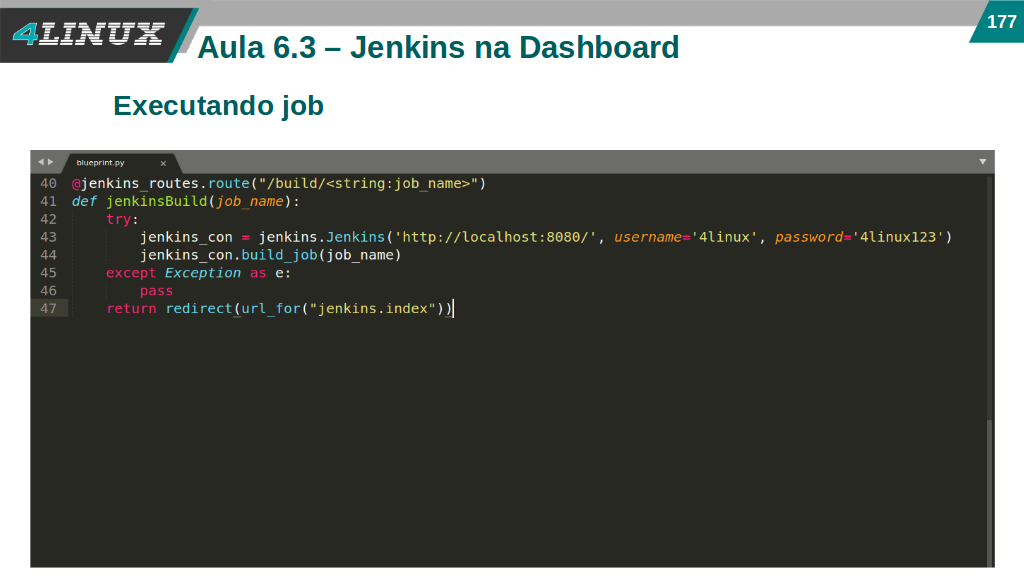 4LINUX
177
Aula 6.3 – Jenkins na Dashboard
Executando job
blueprint.py ×
40 @jenkins_routes.route("/build/<string:job_name>")
41 def jenkinsBuild(job_name):
42     try:
43         jenkins_con = jenkins.Jenkins('http://localhost:8080/', username='4linux', password='4linux123')
44         jenkins_con.build_job(job_name)
45     except Exception as e:
46         pass
47     return redirect(url_for("jenkins.index"))